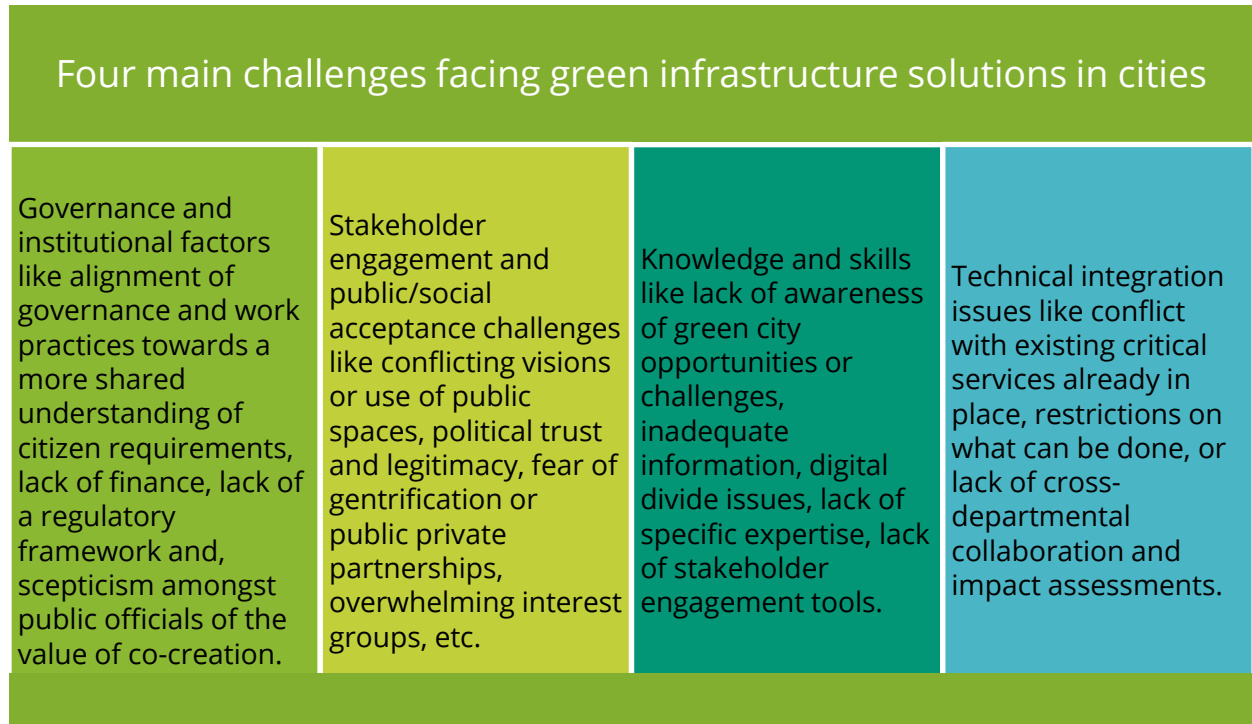 Four main challenges facing green infrastructure solutions in cities
Governance and
institutional factors
like alignment of
governance and work
practices towards a
more shared
understanding of
citizen requirements,
lack of finance, lack of
a regulatory
framework and,
scepticism amongst
public officials of the
value of co-creation.
Stakeholder
engagement and
public/social
acceptance challenges
like conflicting visions
or use of public
spaces, political trust
and legitimacy, fear of
gentrification or
public private
partnerships,
overwhelming interest
groups, etc.
Knowledge and skills
like lack of awareness
of green city
opportunities or
challenges,
inadequate
information, digital
divide issues, lack of
specific expertise, lack
of stakeholder
engagement tools.
Technical integration
issues like conflict
with existing critical
services already in
place, restrictions on
what can be done, or
lack of cross-
departmental
collaboration and
impact assessments.